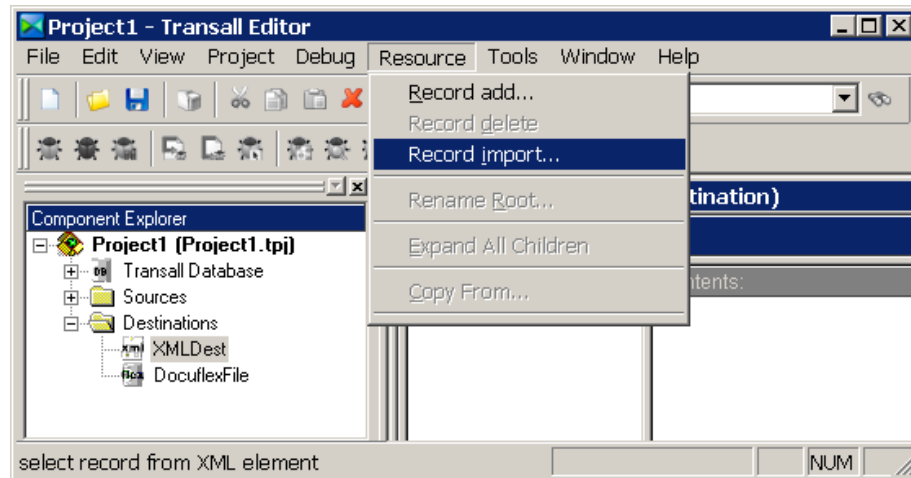 Project1 - Transall Editor
File Edit View Project Debug Resource Tools Window Help
Record add...
Record delete
Record import...
Rename Root...
Expand All Children
Copy From...
tination)
ntents:
Component Explorer
Project1 (Project1.tpj)
Transall Database
Sources
Destinations
XMLDest
DocuflexFile
select record from XML element
NUM